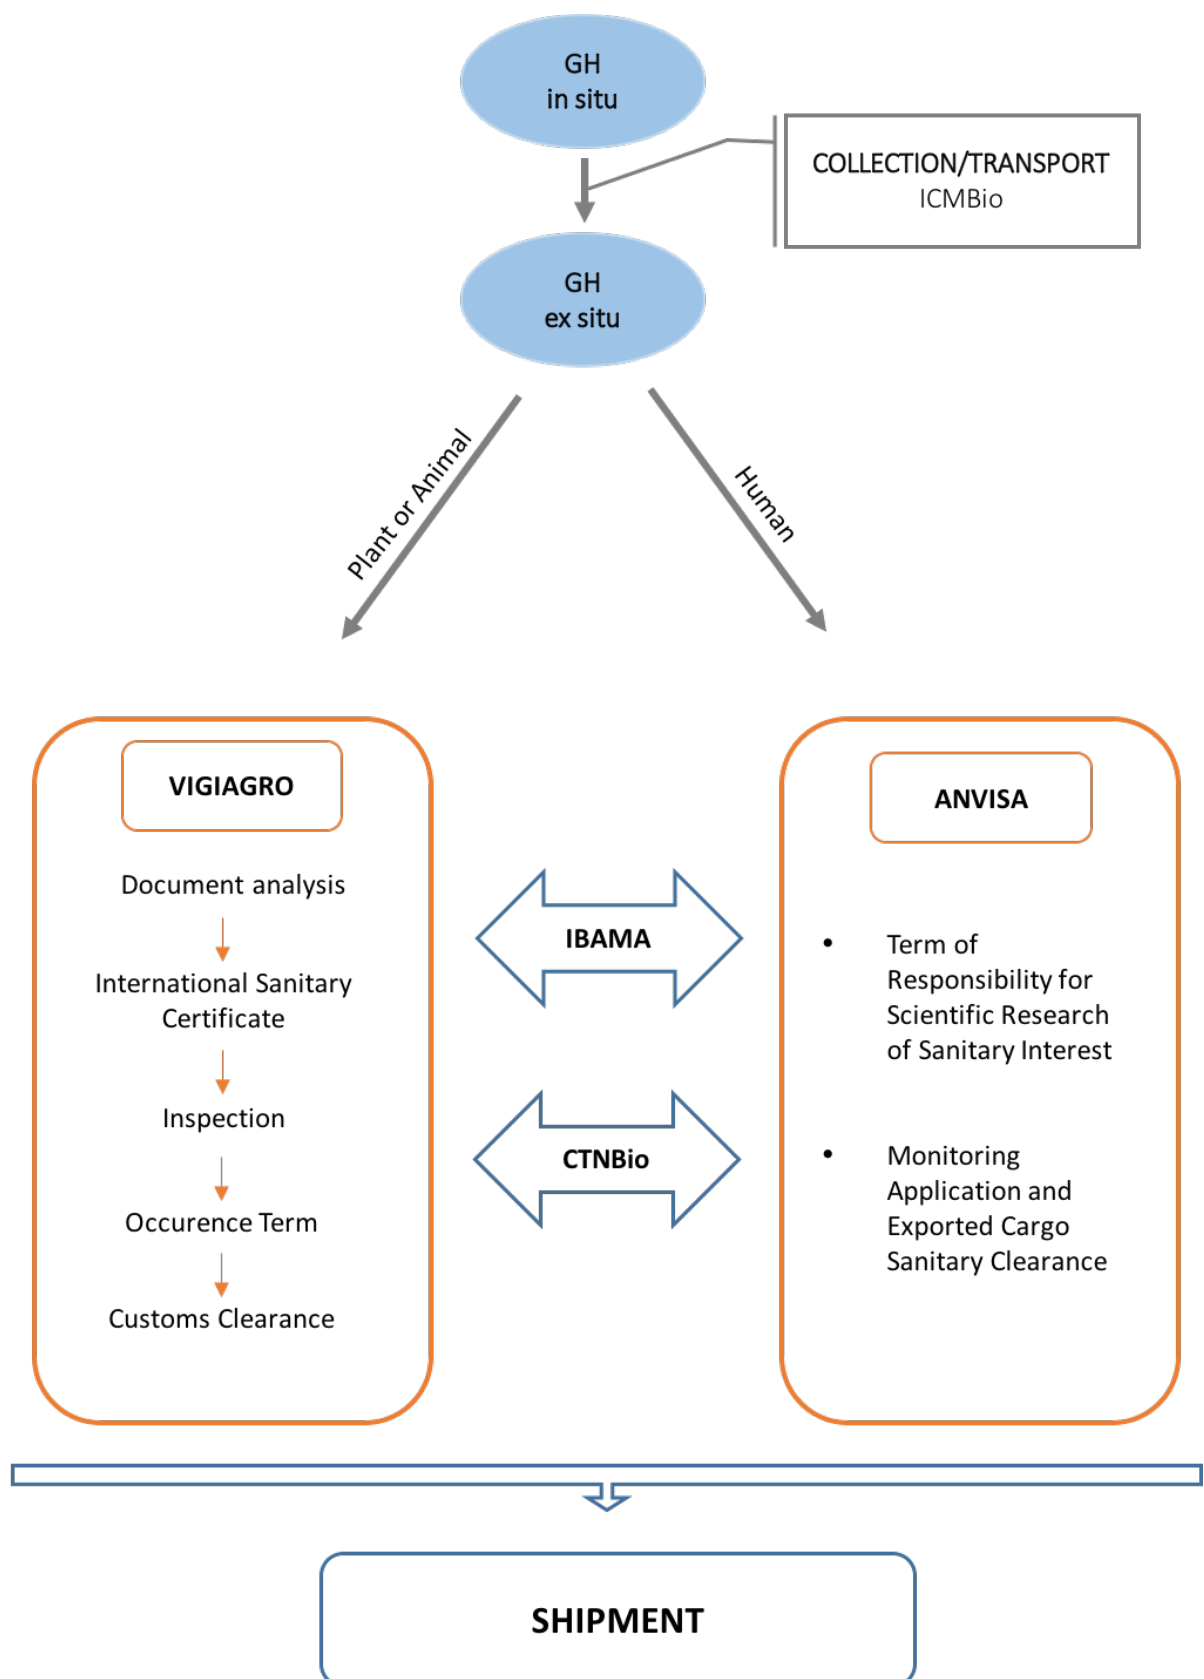 GH
in situ
COLLECTION/TRANSPORT
ICMBio
GH
ex situ
Plant or Animal
Human
VIGIAGRO
Document analysis
International Sanitary
Certificate
Inspection
Occurence Term
Customs Clearance
IBAMA
CTNBio
ANVISA
• Term of
Responsibility for
Scientific Research
of Sanitary Interest
• Monitoring
Application and
Exported Cargo
Sanitary Clearance
SHIPMENT